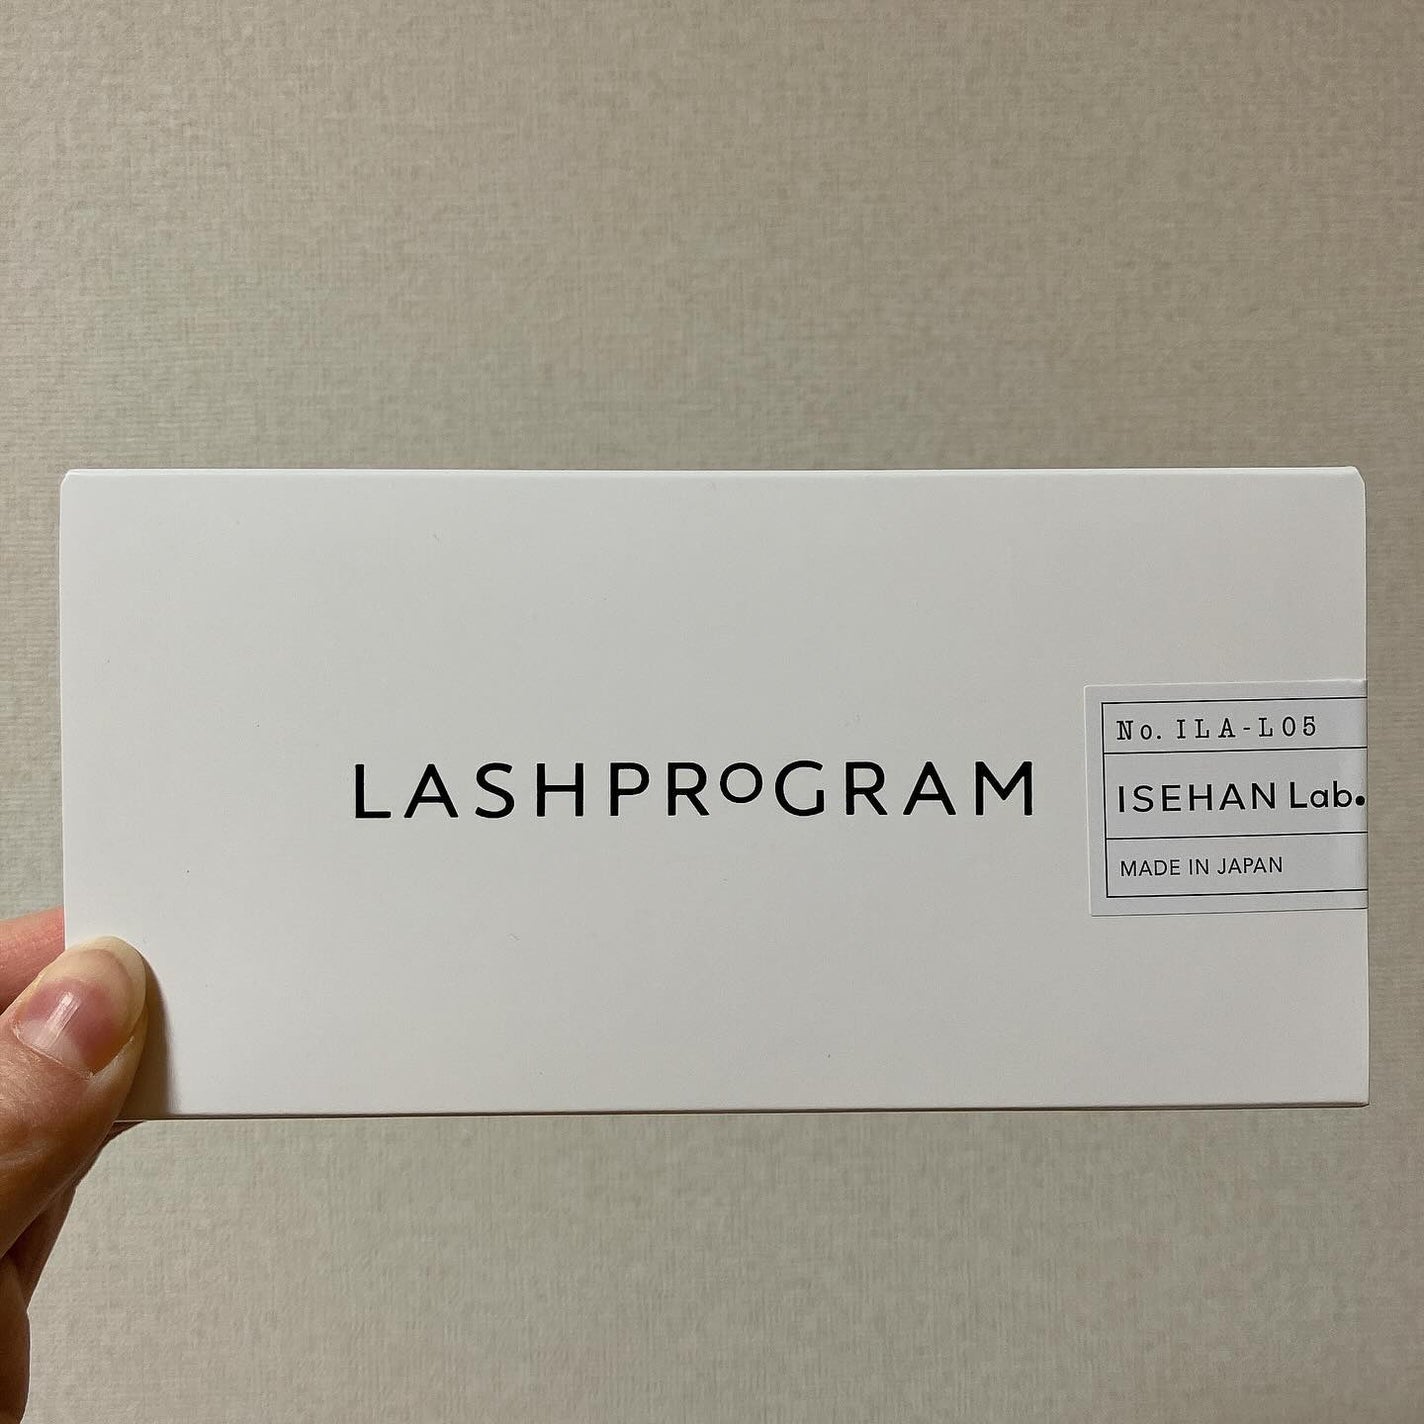 LASHPROGRAM
No. ILA-L05
ISEHAN Lab.
MADE IN JAPAN